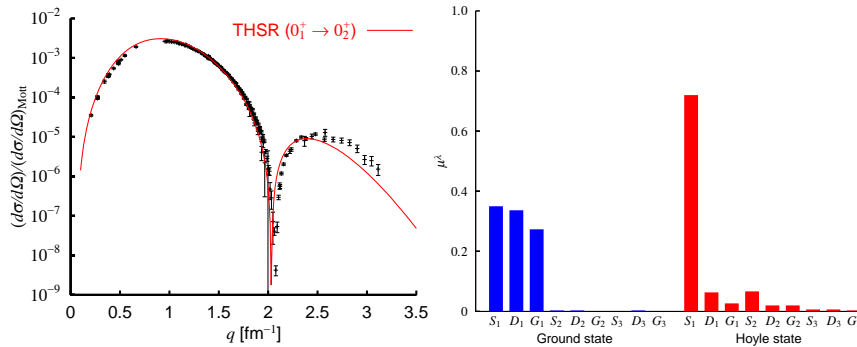 THSR (0₁⁺ → 0₂⁺)
(dσ/dΩ)/(dσ/dΩ)Mott
10⁻¹
10⁻²
10⁻³
10⁻⁴
10⁻⁵
10⁻⁶
10⁻⁷
10⁻⁸
10⁻⁹
0 0.5 1 1.5 2 2.5 3 3.5
q [fm⁻¹]
μ^λ
1.0
0.8
0.6
0.4
0.2
0
S₁ D₁ G₁ S₂ D₂ G₂ S₃ D₃ G₃ S₁ D₁ G₁ S₂ D₂ G₂ S₃ D₃ G
Ground state Hoyle state